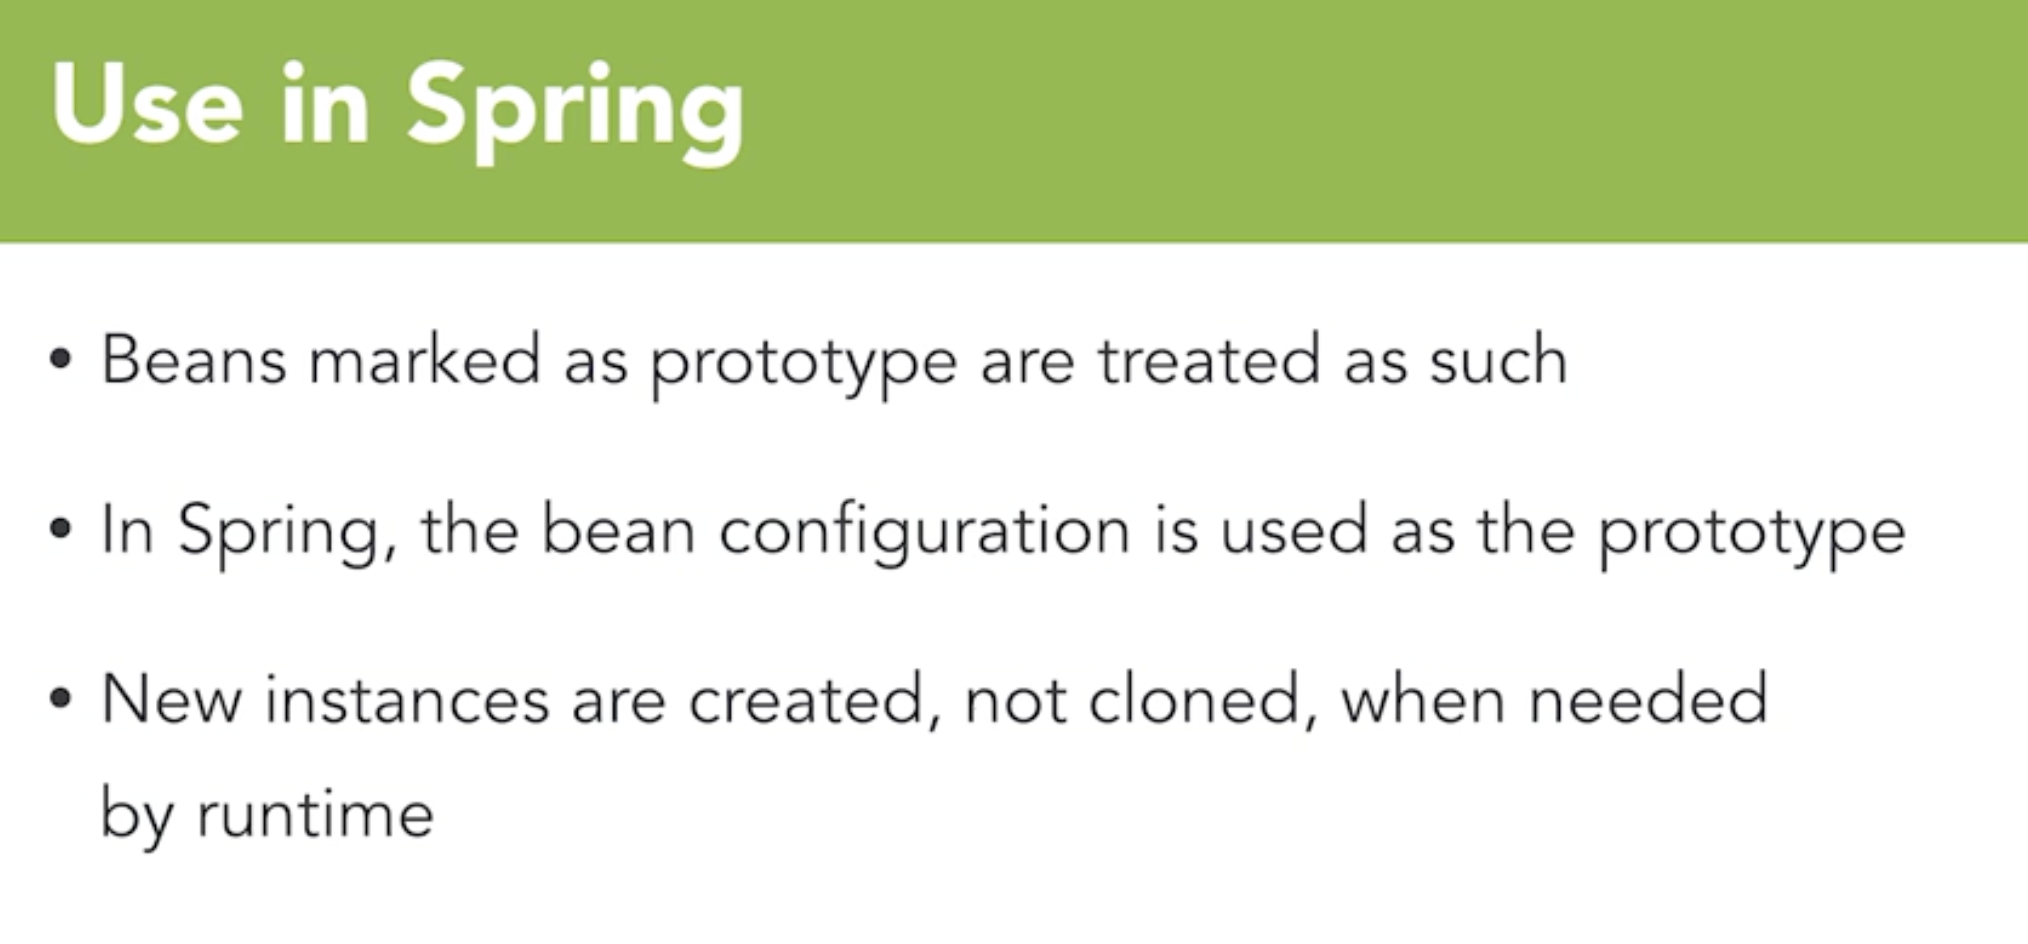 Use in Spring
• Beans marked as prototype are treated as such
• In Spring, the bean configuration is used as the prototype
• New instances are created, not cloned, when needed
by runtime